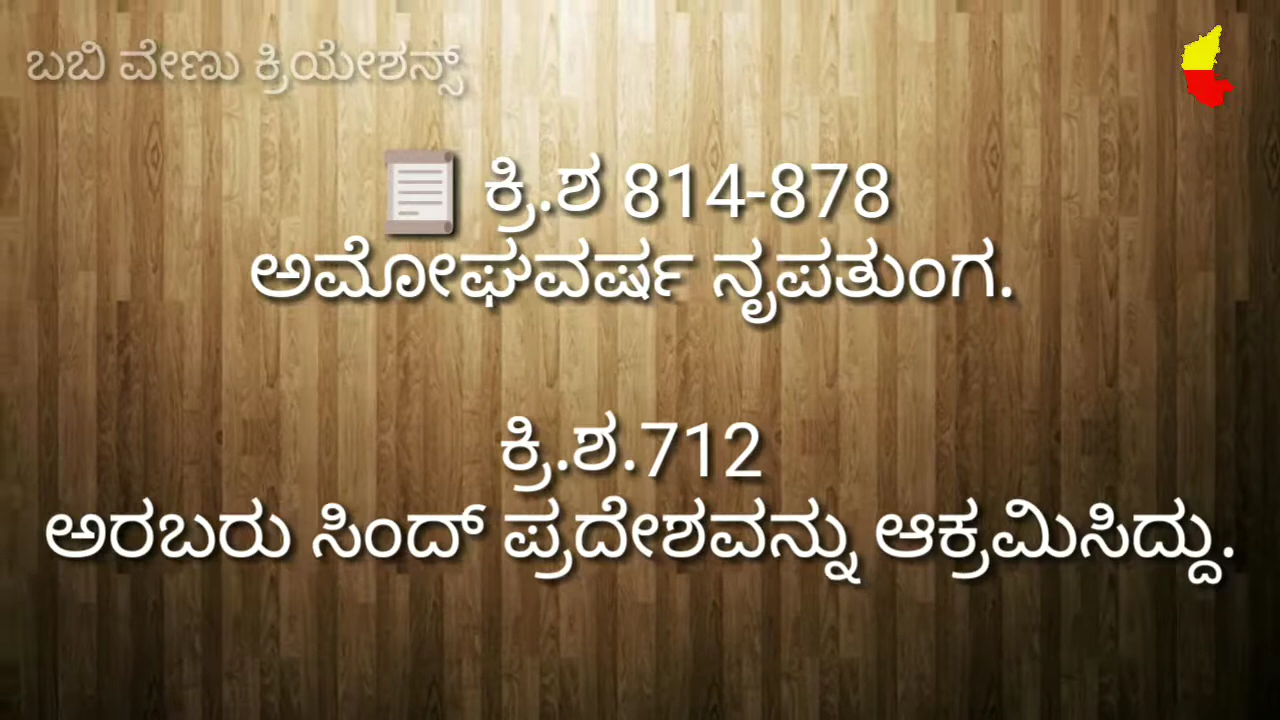 ಬಬಿ ವೇಣು ಕ್ರಿಯೇಶನ್ಸ್
ಕ್ರಿ.ಶ 814-878
ಅಮೋಘವರ್ಷ ನೃಪತುಂಗ.
ಕ್ರಿ.ಶ.712
ಅರಬರು ಸಿಂದ್ ಪ್ರದೇಶವನ್ನು ಆಕ್ರಮಿಸಿದ್ದು.